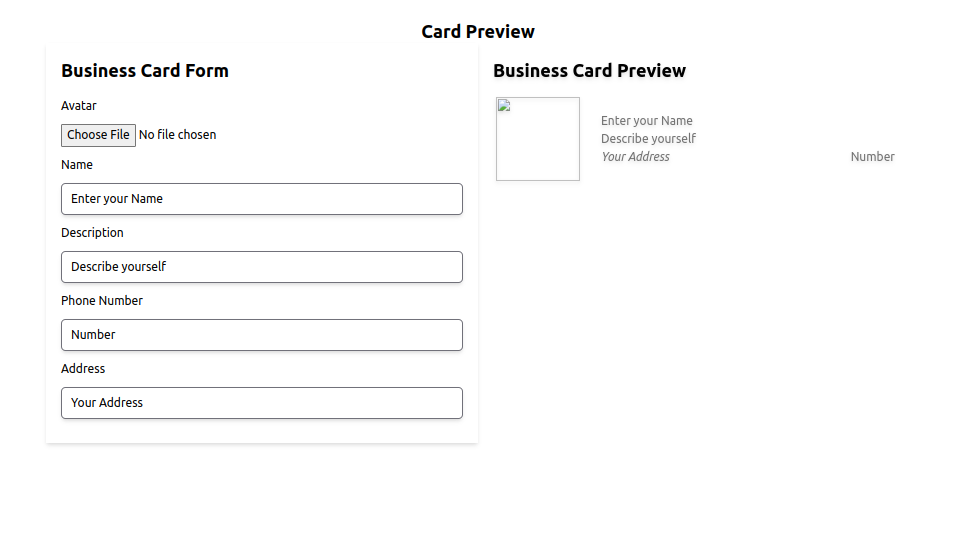 Card Preview
Business Card Form
Avatar
Choose File No file chosen
Name
Enter your Name
Description
Describe yourself
Phone Number
Number
Address
Your Address
Business Card Preview
Enter your Name
Describe yourself
Your Address Number